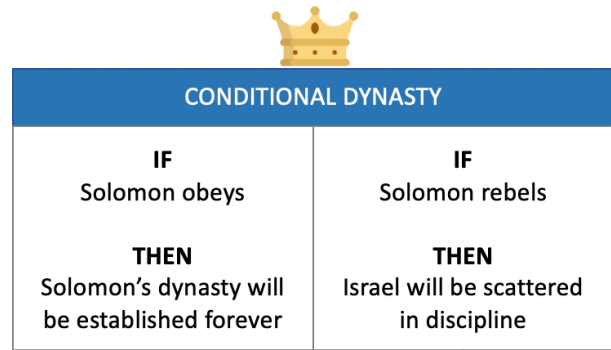 CONDITIONAL DYNASTY
IF
Solomon obeys
THEN
Solomon’s dynasty will
be established forever
IF
Solomon rebels
THEN
Israel will be scattered
in discipline